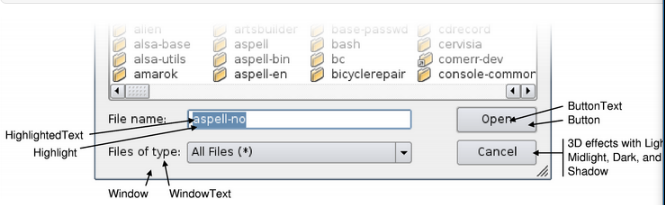 alien artsbuilder base-passwd cdrecord
alsa-base aspell bash cervisia
alsa-utils aspell-bin bc comerr-dev
amarok aspell-en bicyclerepair console-common
File name: aspell-no Open
ButtonText
Button
HighlightedText
Highlight
Files of type: All Files (*) Cancel
3D effects with Ligh
Midlight, Dark, and
Shadow
Window WindowText